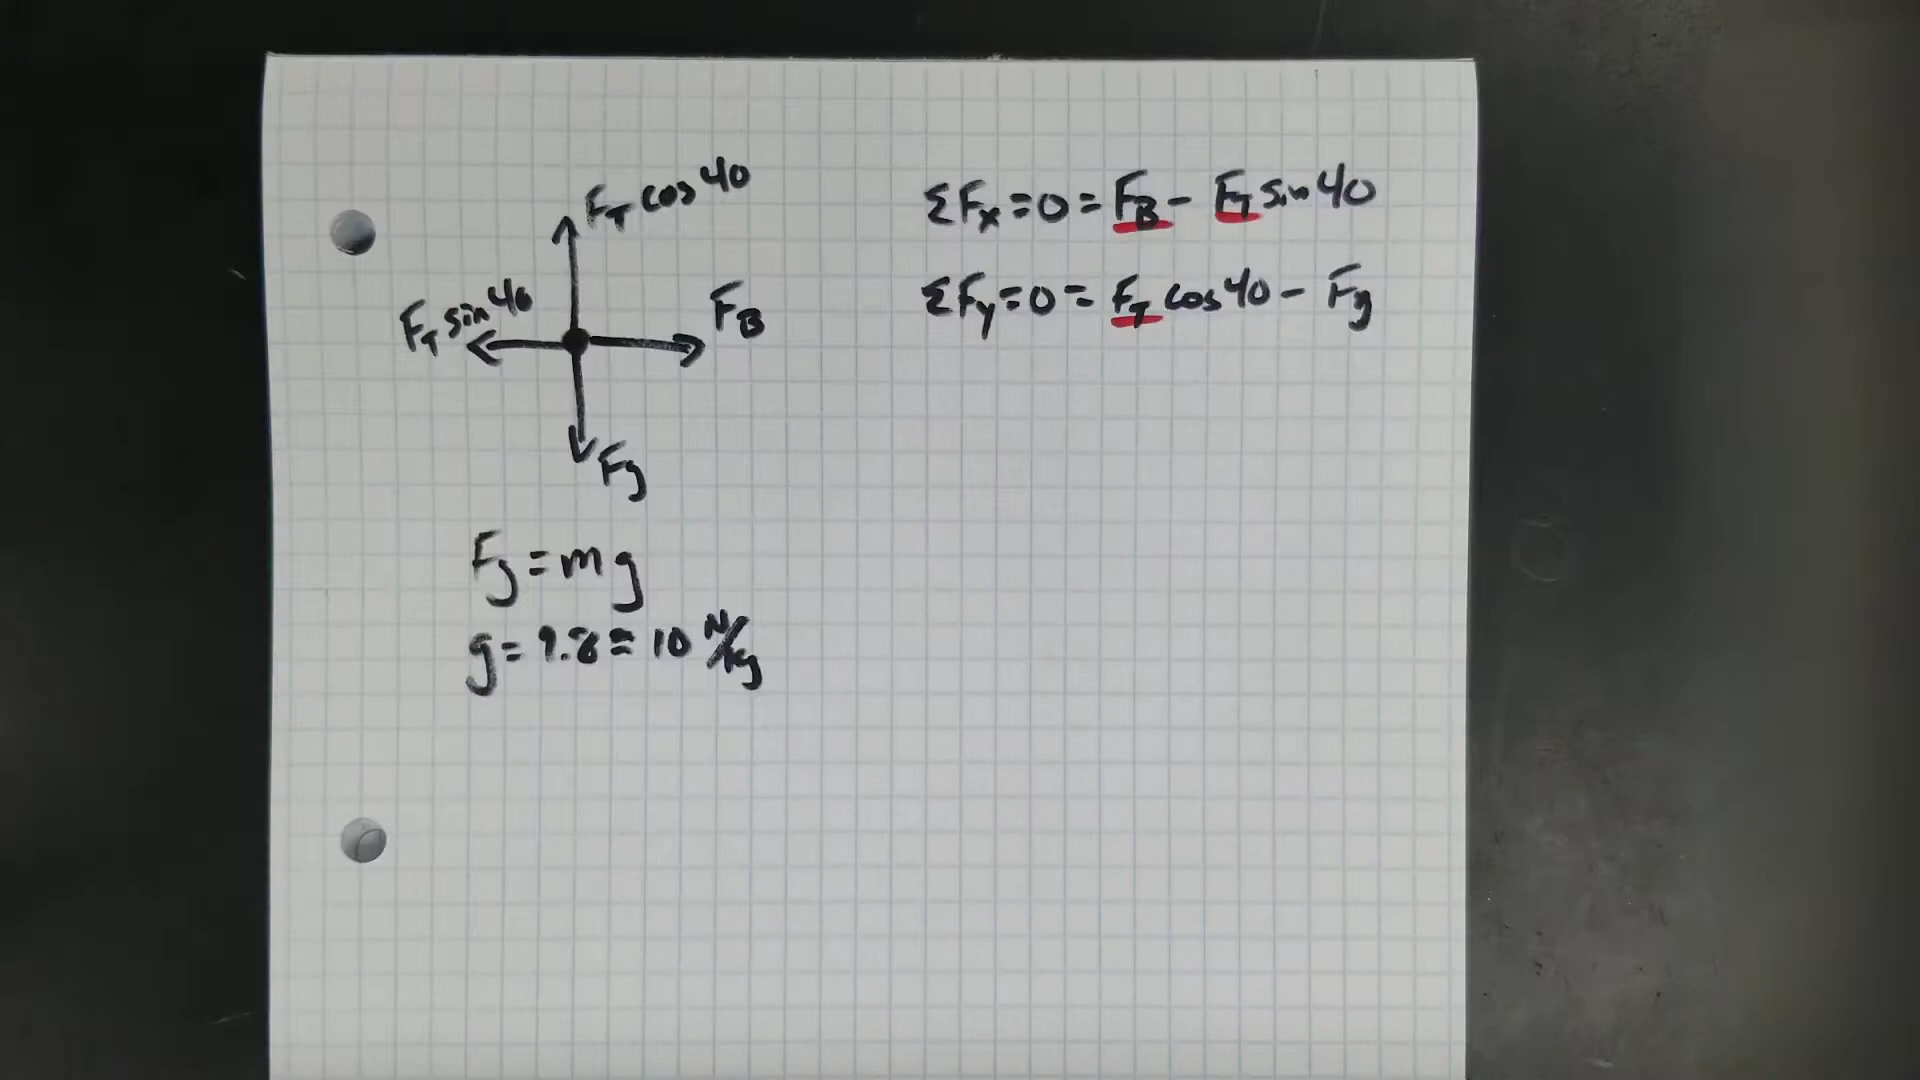 F_T cos 40
F_T sin 40
F_B
F_g
F_g = mg
g = 9.8 ≈ 10 N/kg
ΣF_x = 0 = F_B - F_T sin 40
ΣF_y = 0 = F_T cos 40 - F_g